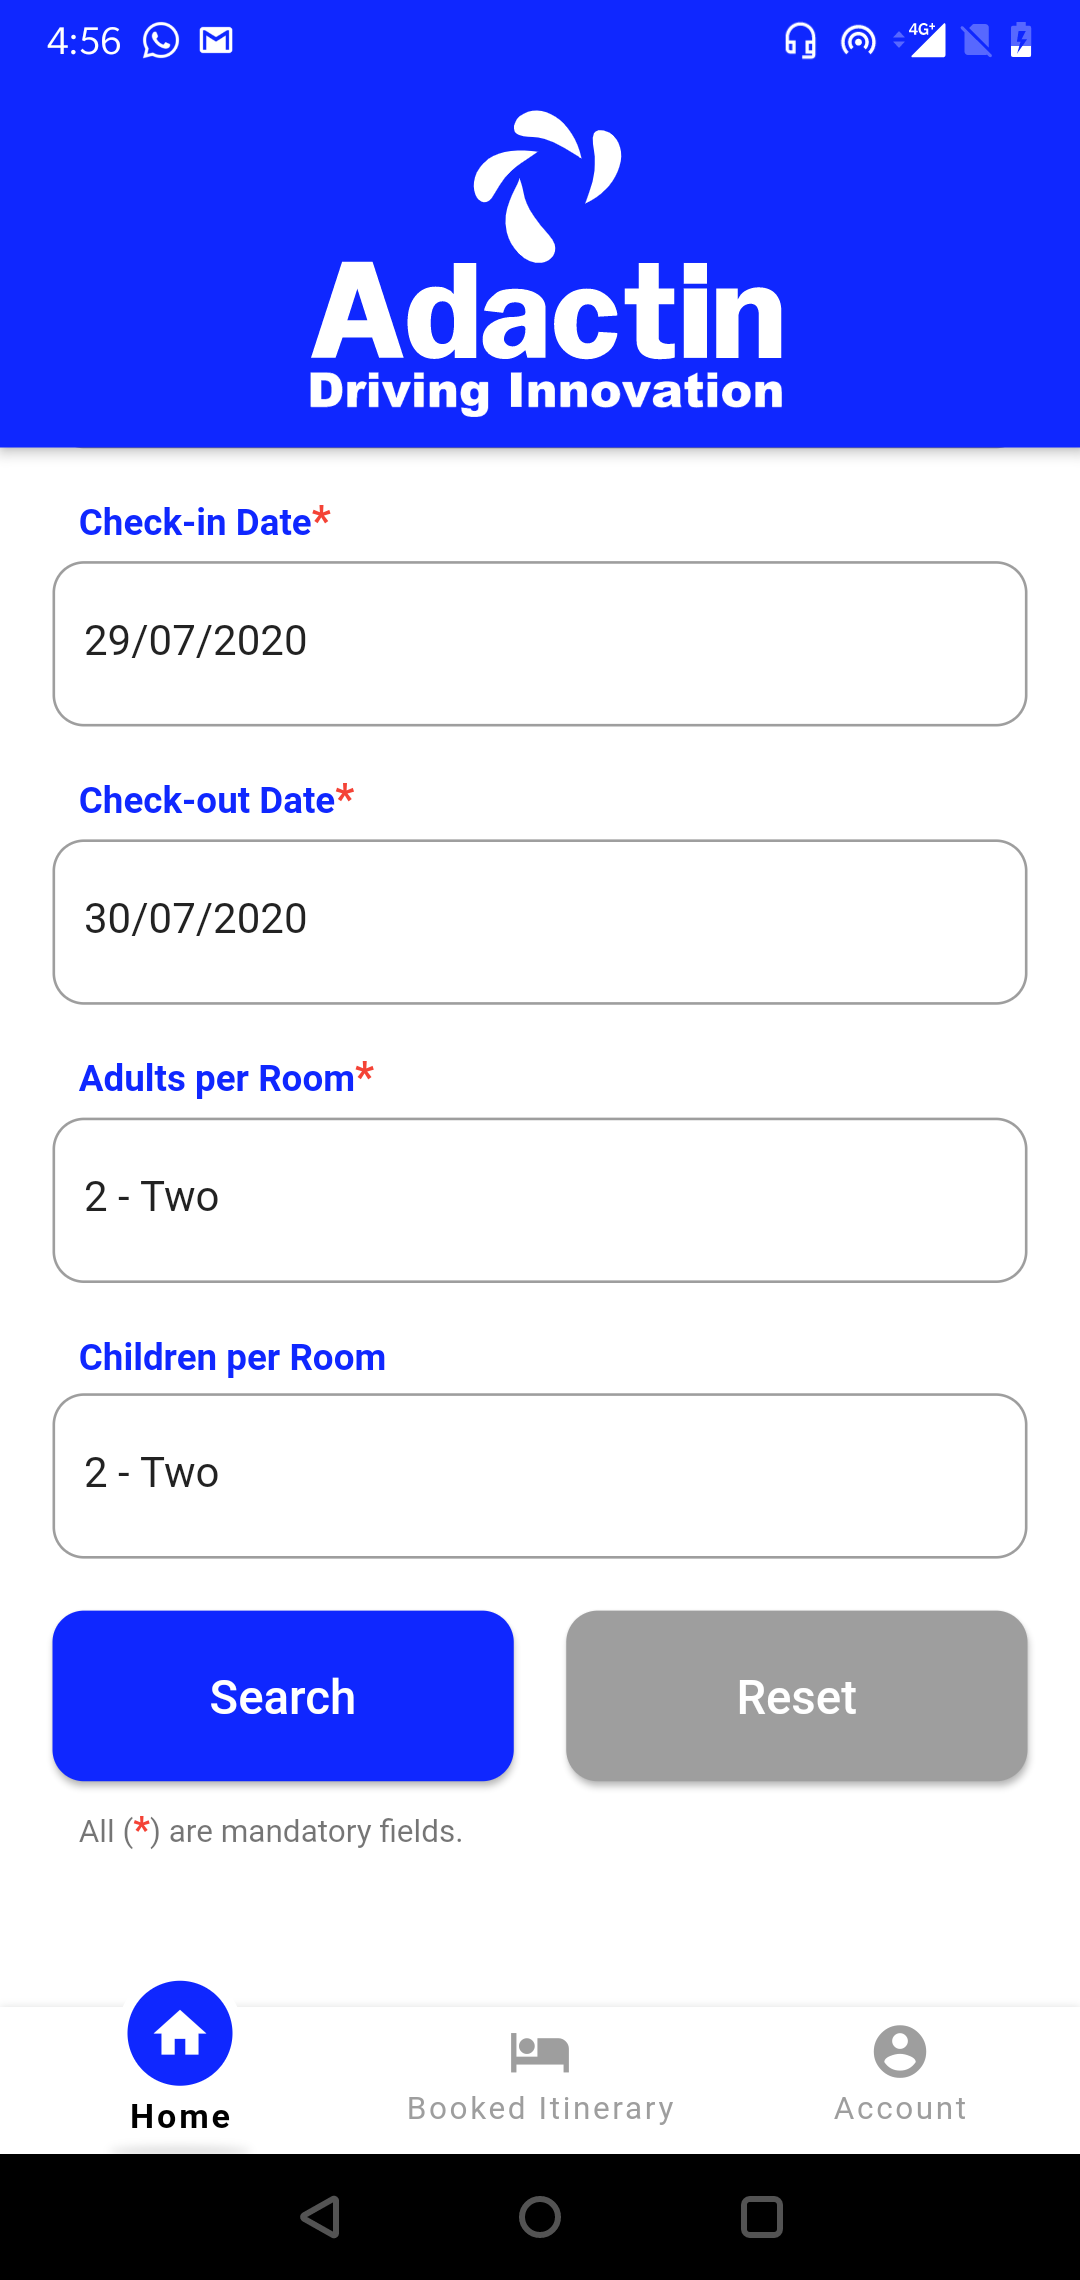 4:56
4G+
Adactin
Driving Innovation
Check-in Date*
29/07/2020
Check-out Date*
30/07/2020
Adults per Room*
2 - Two
Children per Room
2 - Two
Search
Reset
All (*) are mandatory fields.
Home
Booked Itinerary
Account